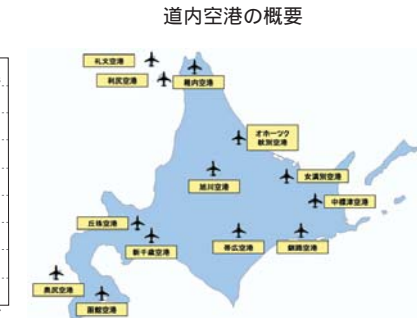 道内空港の概要
礼文空港
利尻空港
稚内空港
オホーツク
紋別空港
女満別空港
旭川空港
中標津空港
丘珠空港
新千歳空港
帯広空港
釧路空港
奥尻空港
函館空港